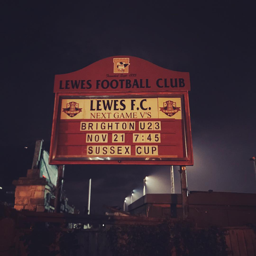 LEWES FOOTBALL CLUB
LEWES F.C.
NEXT GAME V'S
BRIGHTON U23
NOV 21 7:45
SUSSEX CUP